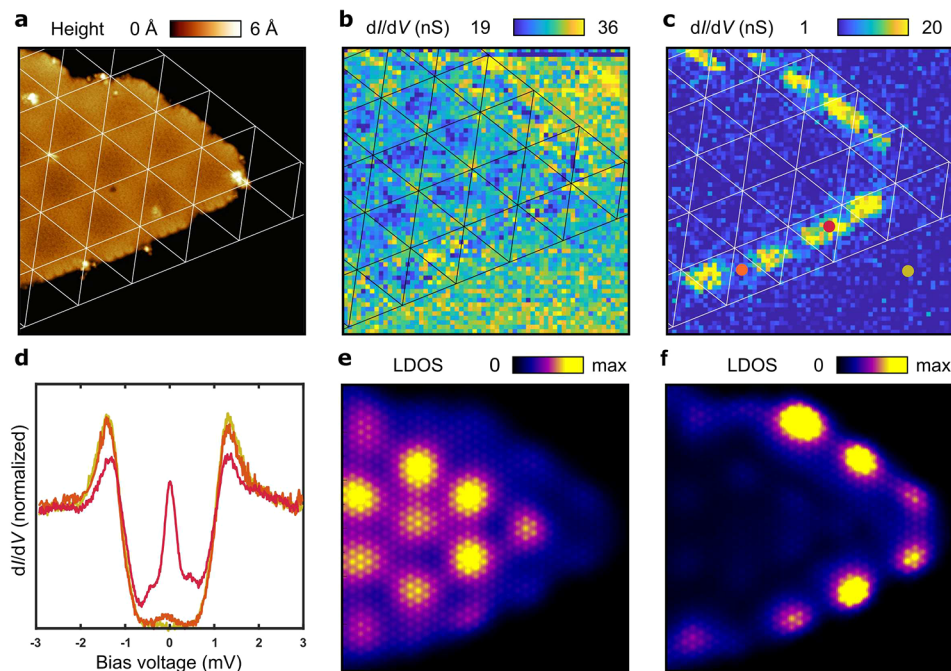 a Height 0 Å 6 Å
b dI/dV (nS) 19 36
c dI/dV (nS) 1 20
d
dI/dV (normalized)
-3 -2 -1 0 1 2 3
Bias voltage (mV)
e LDOS 0 max
f LDOS 0 max